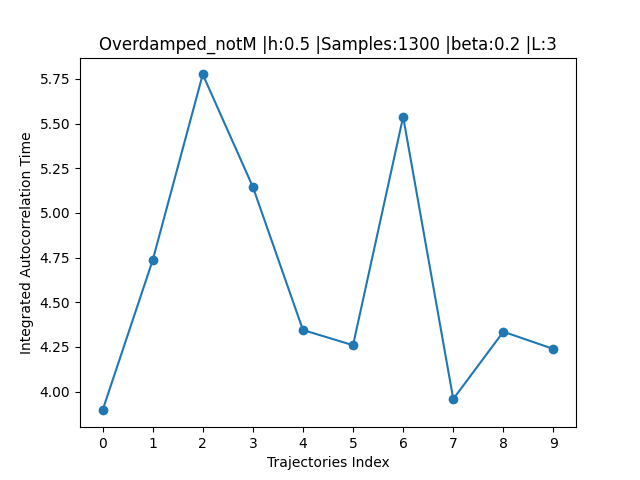 Overdamped_notM |h:0.5 |Samples:1300 |beta:0.2 |L:3
Integrated Autocorrelation Time
5.75
5.50
5.25
5.00
4.75
4.50
4.25
4.00
0 1 2 3 4 5 6 7 8 9
Trajectories Index